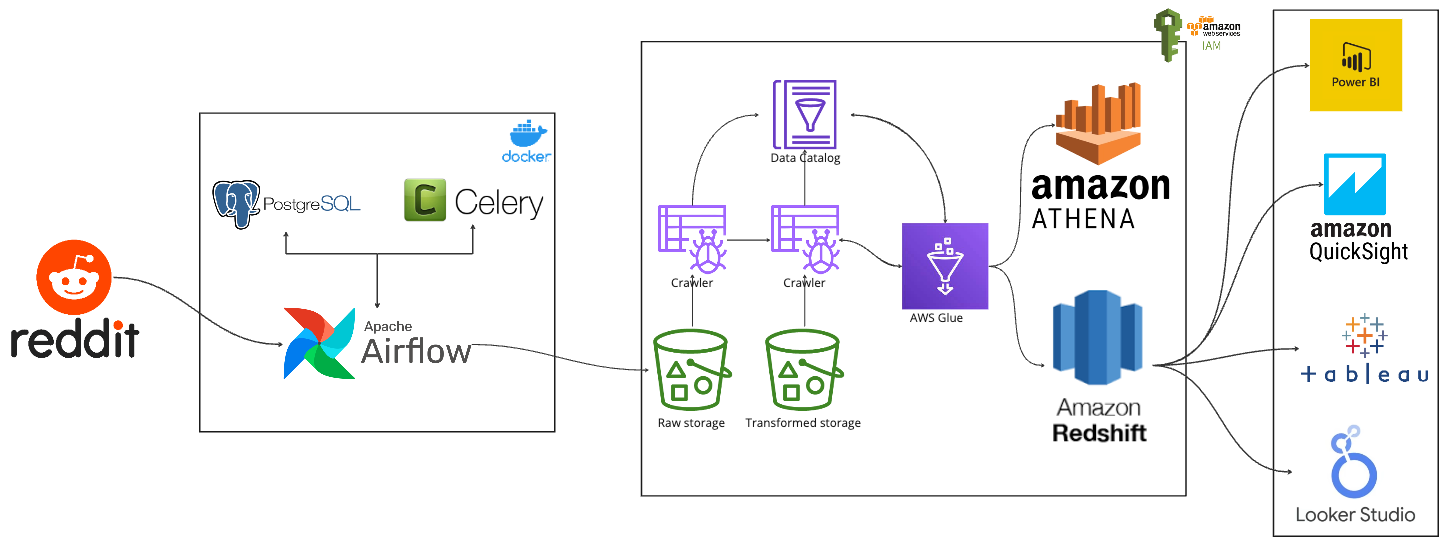 reddit
docker
PostgreSQL
C Celery
Apache
Airflow
amazon
webservices
IAM
Data Catalog
Crawler
Crawler
Raw storage
Transformed storage
AWS Glue
amazon
ATHENA
Amazon
Redshift
Power BI
amazon
QuickSight
tableau
Looker Studio